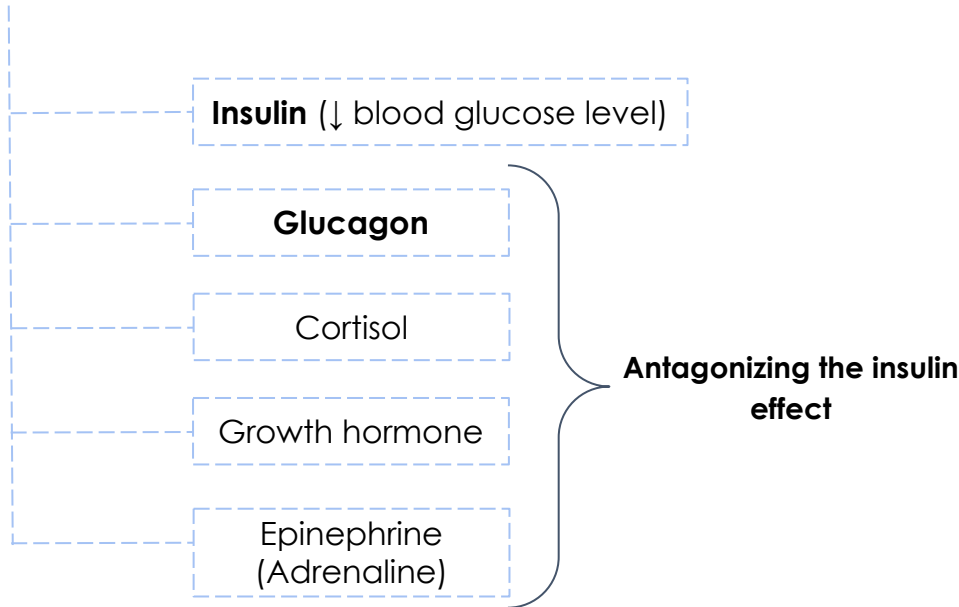 Insulin (↓ blood glucose level)
Glucagon
Cortisol
Growth hormone
Epinephrine
(Adrenaline)
Antagonizing the insulin
effect